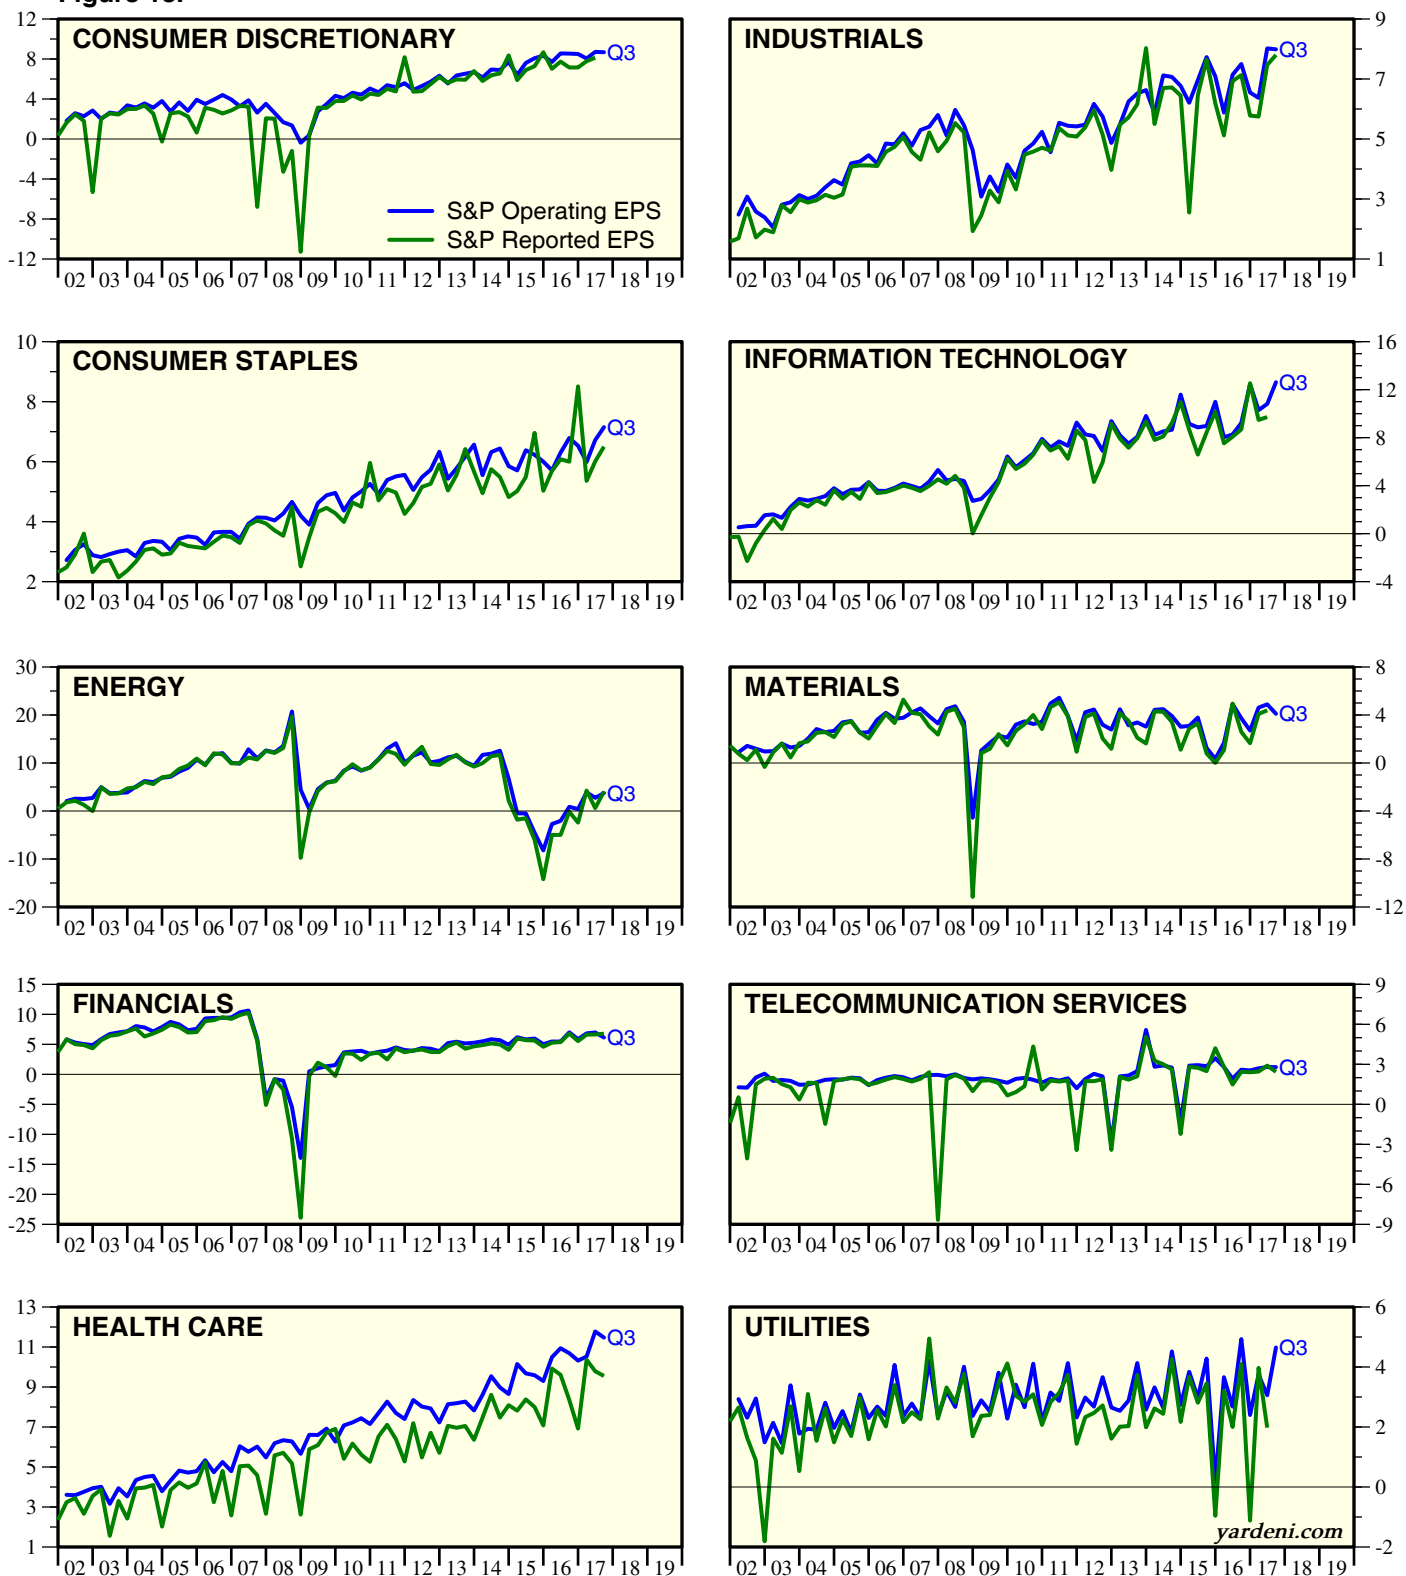 Figure
CONSUMER DISCRETIONARY
12
8
4
0
-4
-8
-12
Q3
S&P Operating EPS
S&P Reported EPS
02 03 04 05 06 07 08 09 10 11 12 13 14 15 16 17 18 19
INDUSTRIALS
9
7
5
3
1
Q3
02 03 04 05 06 07 08 09 10 11 12 13 14 15 16 17 18 19
CONSUMER STAPLES
10
8
6
4
2
Q3
02 03 04 05 06 07 08 09 10 11 12 13 14 15 16 17 18 19
INFORMATION TECHNOLOGY
16
12
8
4
0
-4
Q3
02 03 04 05 06 07 08 09 10 11 12 13 14 15 16 17 18 19
ENERGY
30
20
10
0
-10
-20
Q3
02 03 04 05 06 07 08 09 10 11 12 13 14 15 16 17 18 19
MATERIALS
8
4
0
-4
-8
-12
Q3
02 03 04 05 06 07 08 09 10 11 12 13 14 15 16 17 18 19
FINANCIALS
15
10
5
0
-5
-10
-15
-20
-25
Q3
02 03 04 05 06 07 08 09 10 11 12 13 14 15 16 17 18 19
TELECOMMUNICATION SERVICES
9
6
3
0
-3
-6
-9
Q3
02 03 04 05 06 07 08 09 10 11 12 13 14 15 16 17 18 19
HEALTH CARE
13
11
9
7
5
3
1
Q3
02 03 04 05 06 07 08 09 10 11 12 13 14 15 16 17 18 19
UTILITIES
6
4
2
0
-2
Q3
yardeni.com
02 03 04 05 06 07 08 09 10 11 12 13 14 15 16 17 18 19